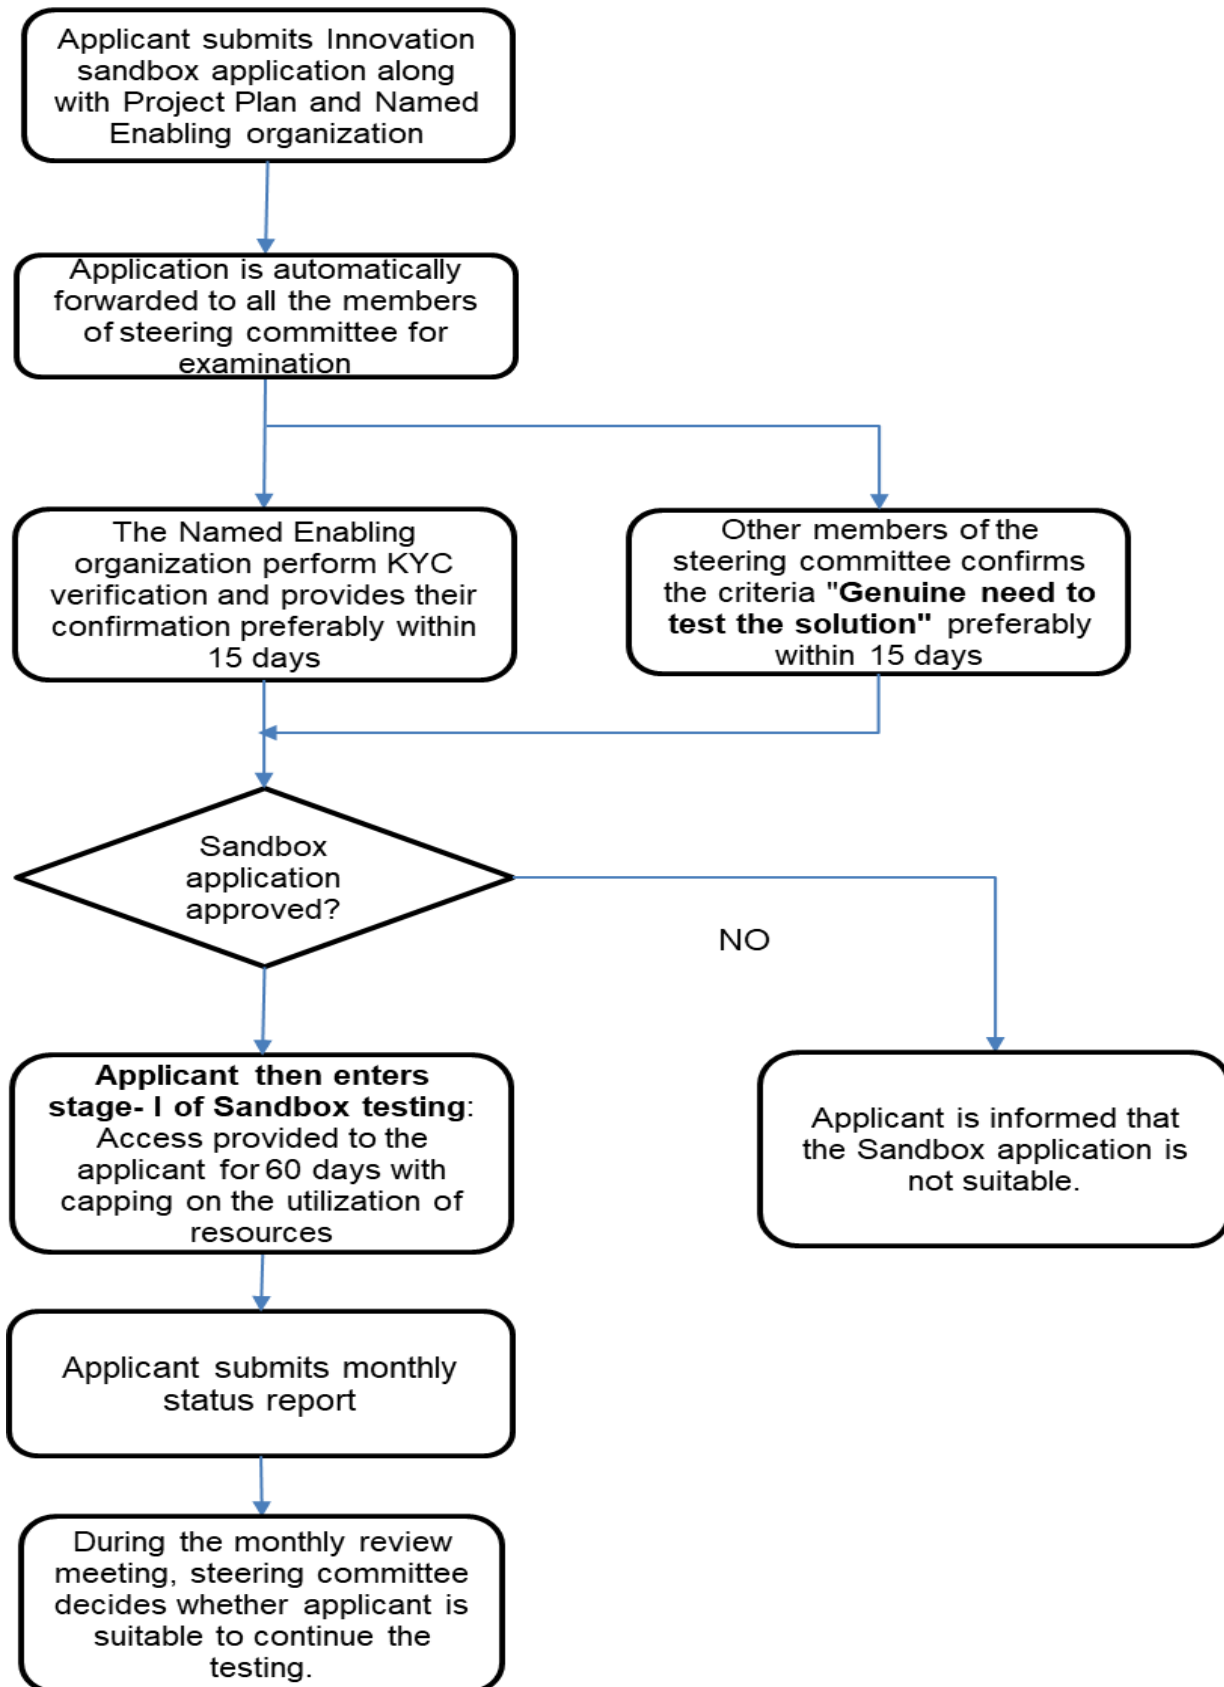 Applicant submits Innovation
sandbox application along
with Project Plan and Named
Enabling organization
Application is automatically
forwarded to all the members
of steering committee for
examination
The Named Enabling
organization perform KYC
verification and provides their
confirmation preferably within
15 days
Other members of the
steering committee confirms
the criteria "Genuine need to
test the solution" preferably
within 15 days
Sandbox
application
approved?
NO
Applicant then enters
stage- I of Sandbox testing:
Access provided to the
applicant for 60 days with
capping on the utilization of
resources
Applicant is informed that
the Sandbox application is
not suitable.
Applicant submits monthly
status report
During the monthly review
meeting, steering committee
decides whether applicant is
suitable to continue the
testing.